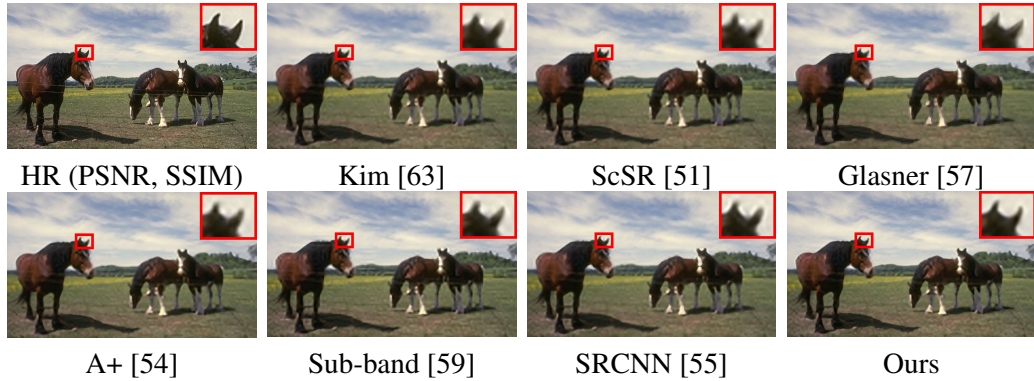 HR (PSNR, SSIM) Kim [63] ScSR [51] Glasner [57]
A+ [54] Sub-band [59] SRCNN [55] Ours